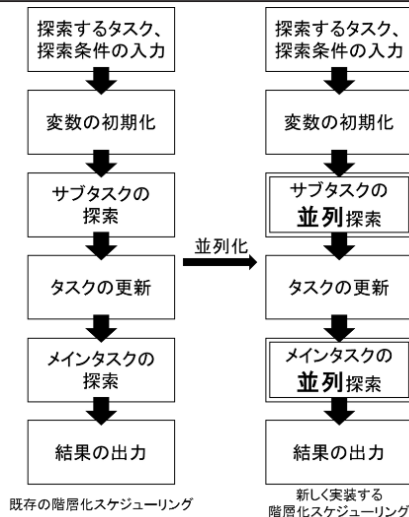 探索するタスク、
探索条件の入力
変数の初期化
サブタスクの
探索
タスクの更新
メインタスクの
探索
結果の出力
既存の階層化スケジューリング
並列化
探索するタスク、
探索条件の入力
変数の初期化
サブタスクの
並列探索
タスクの更新
メインタスクの
並列探索
結果の出力
新しく実装する
階層化スケジューリング